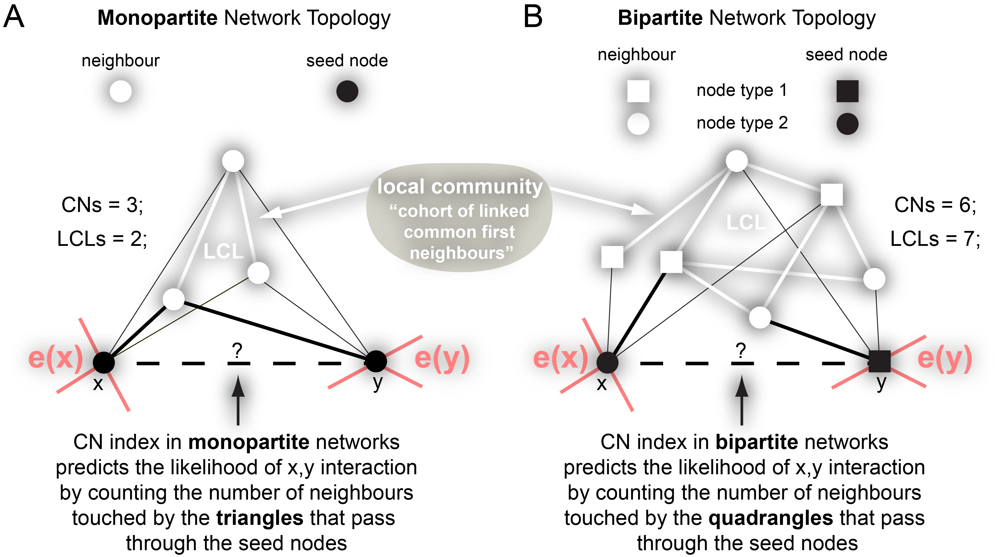 A
Monopartite Network Topology
neighbour
seed node
CNs = 3;
LCLs = 2;
LCL
e(x)
x
?
e(y)
y
CN index in monopartite networks
predicts the likelihood of x,y interaction
by counting the number of neighbours
touched by the triangles that pass
through the seed nodes
local community
“cohort of linked
common first
neighbours”
B
Bipartite Network Topology
neighbour
seed node
node type 1
node type 2
LCL
CNs = 6;
LCLs = 7;
e(x)
x
?
e(y)
y
CN index in bipartite networks
predicts the likelihood of x,y interaction
by counting the number of neighbours
touched by the quadrangles that pass
through the seed nodes